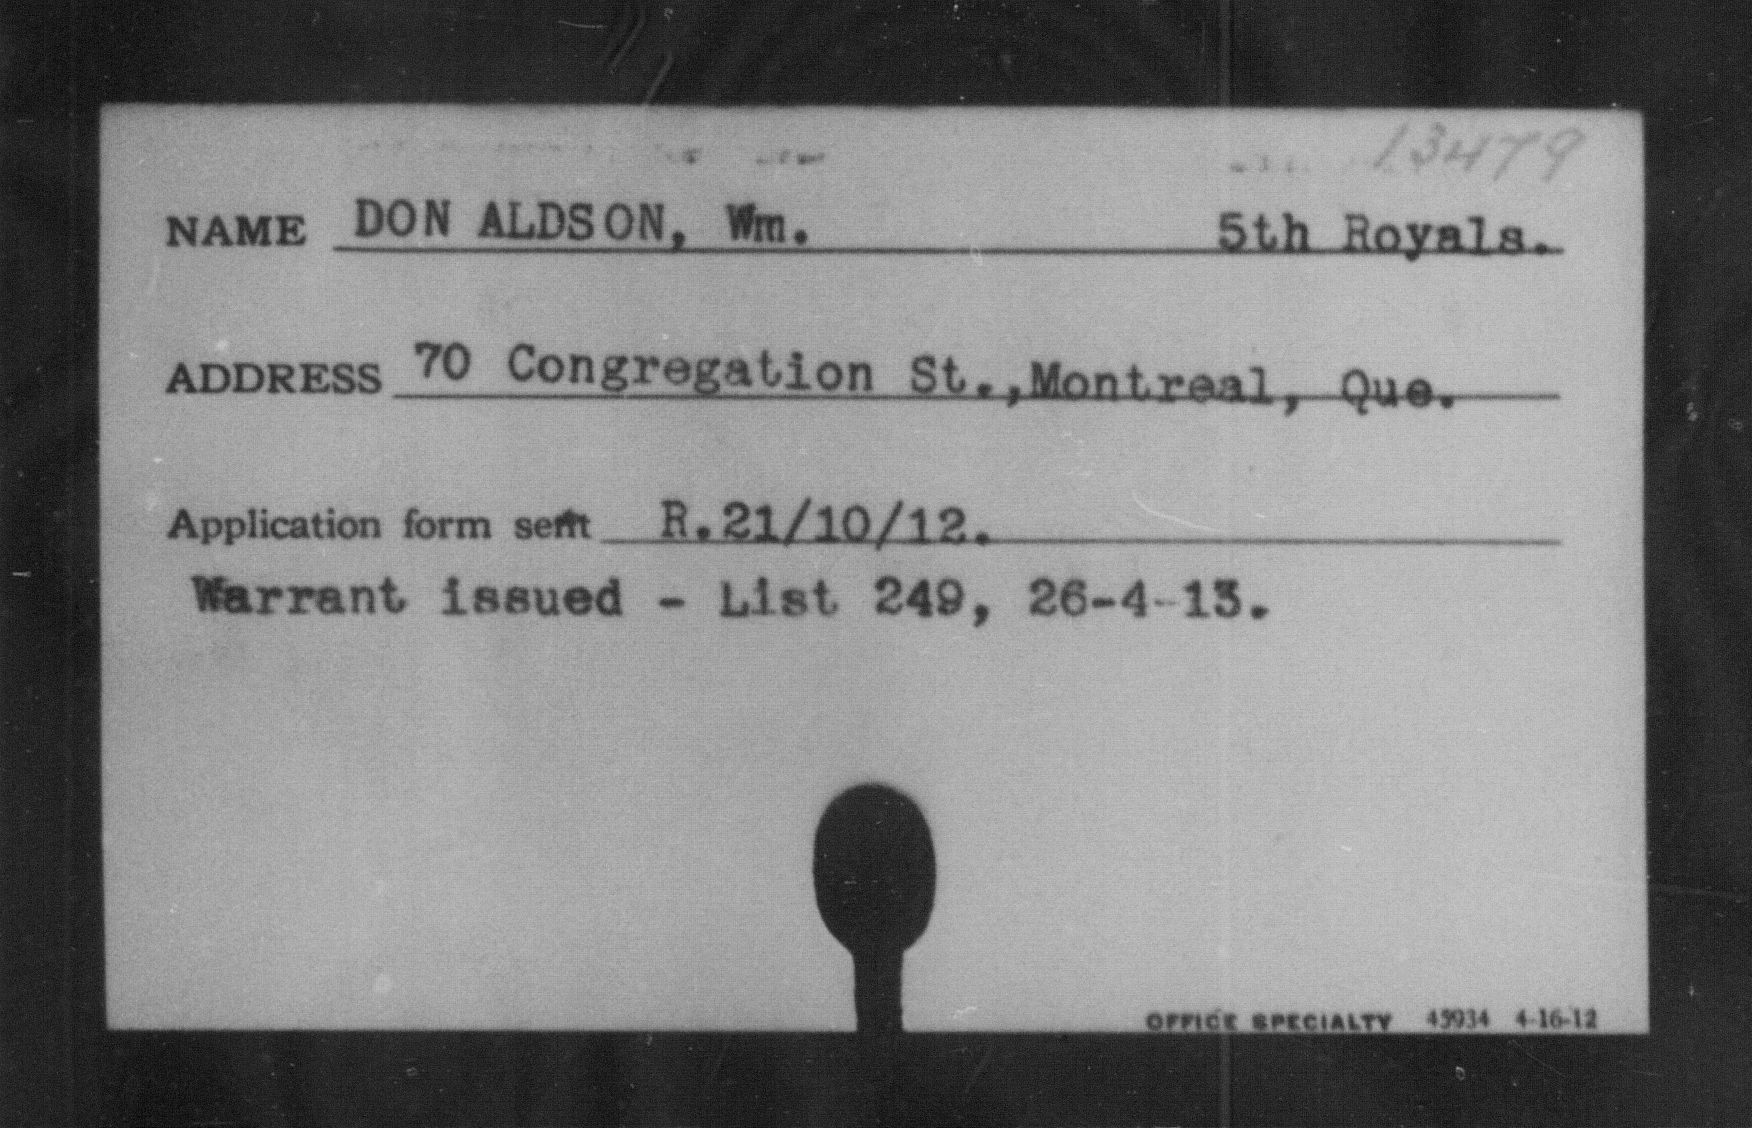 13479
NAME DON ALDSON, Wm. 5th Royals.
ADDRESS 70 Congregation St.,Montreal, Que.
Application form sent R.21/10/12.
Warrant issued - List 249, 26-4-13.
OFFICE SPECIALTY 45934 4-16-12